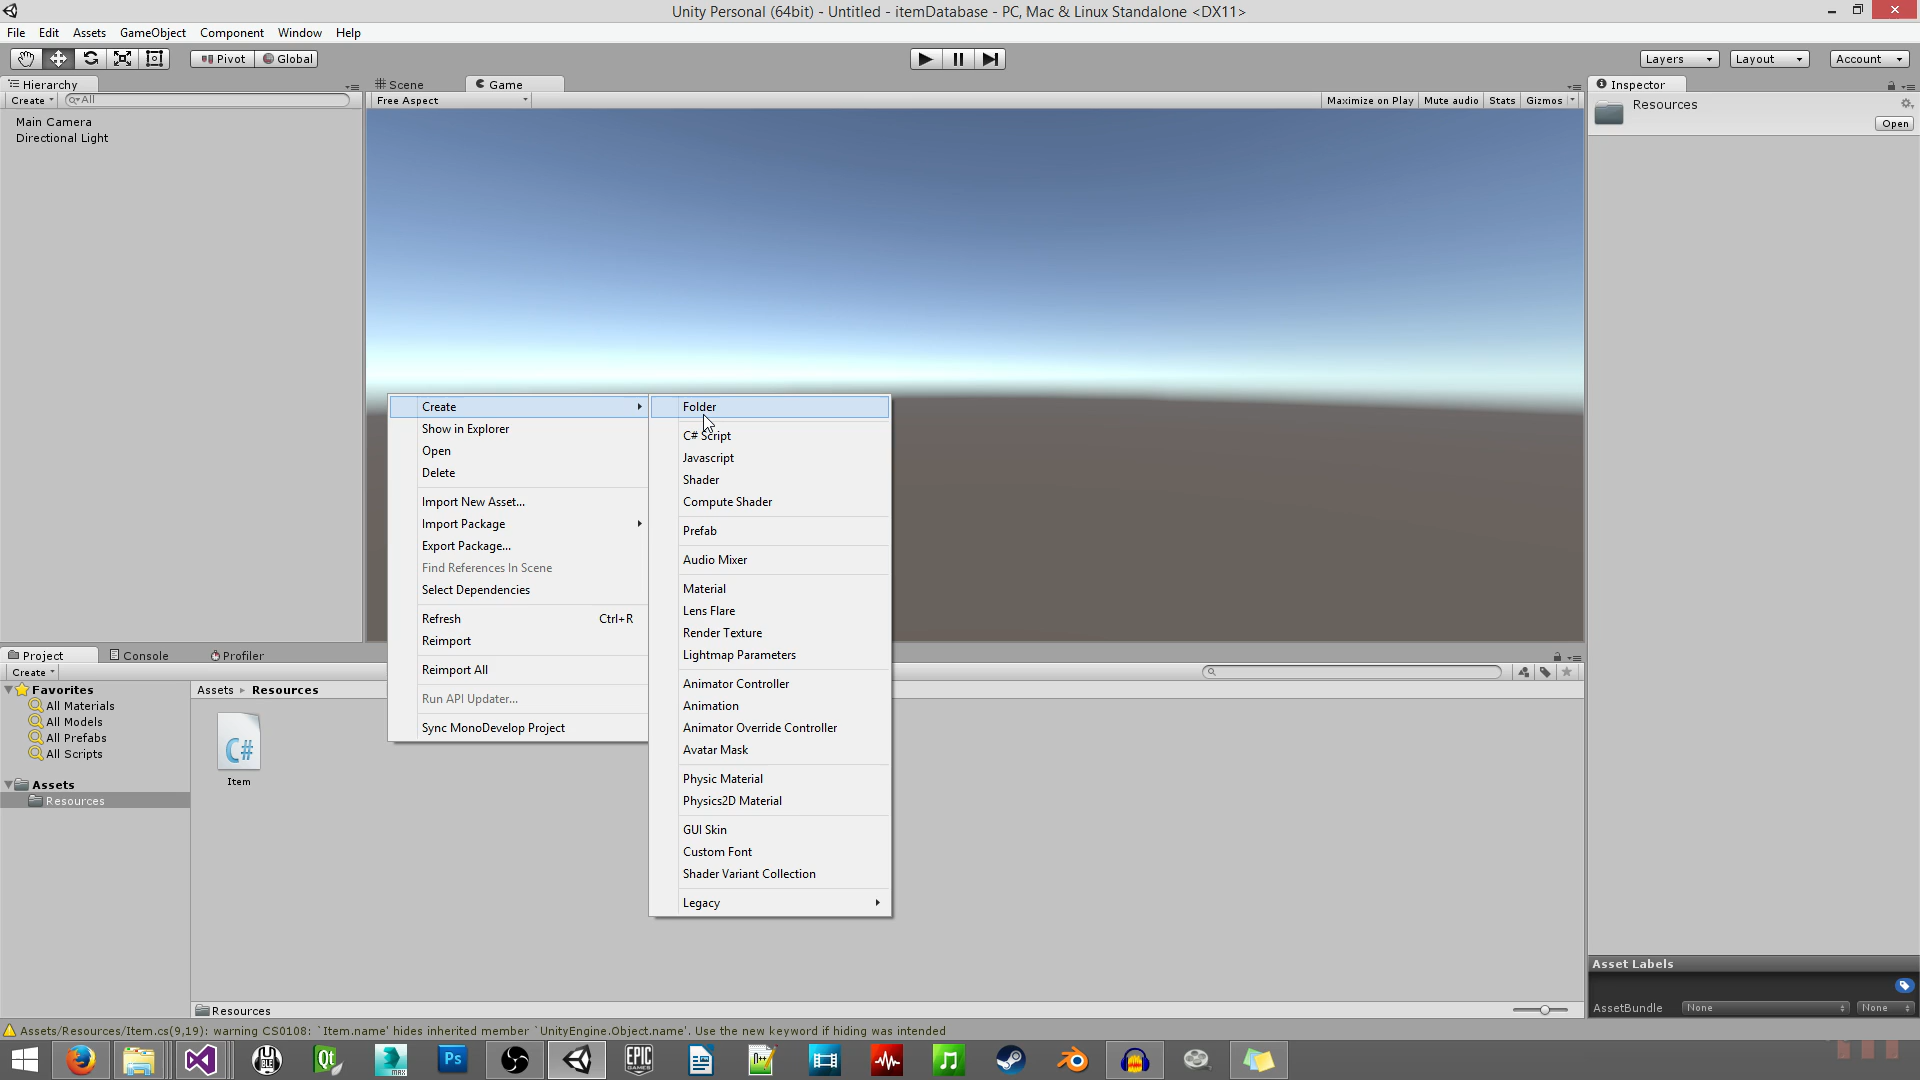 Unity Personal (64bit) - Untitled - itemDatabase - PC, Mac & Linux Standalone <DX11>
File Edit Assets GameObject Component Window Help
Pivot Global Layers Layout Account
Hierarchy
Create All
Main Camera
Directional Light
Scene Game
Free Aspect Maximize on Play Mute audio Stats Gizmos
Inspector
Resources
Open
Create
Show in Explorer
Open
Delete
Import New Asset...
Import Package
Export Package...
Find References In Scene
Select Dependencies
Refresh Ctrl+R
Reimport
Reimport All
Run API Updater...
Sync MonoDevelop Project
Folder
C# Script
Javascript
Shader
Compute Shader
Prefab
Audio Mixer
Material
Lens Flare
Render Texture
Lightmap Parameters
Animator Controller
Animation
Animator Override Controller
Avatar Mask
Physic Material
Physics2D Material
GUI Skin
Custom Font
Shader Variant Collection
Legacy
Project Console Profiler
Create
Favorites
All Materials
All Models
All Prefabs
All Scripts
Assets
Resources
Assets Resources
C#
Item
Resources
Asset Labels
AssetBundle None None
Assets/Resources/Item.cs(9,19): warning CS0108: `Item.name' hides inherited member `UnityEngine.Object.name'. Use the new keyword if hiding was intended
Qt
MAX
Ps
EPIC GAMES